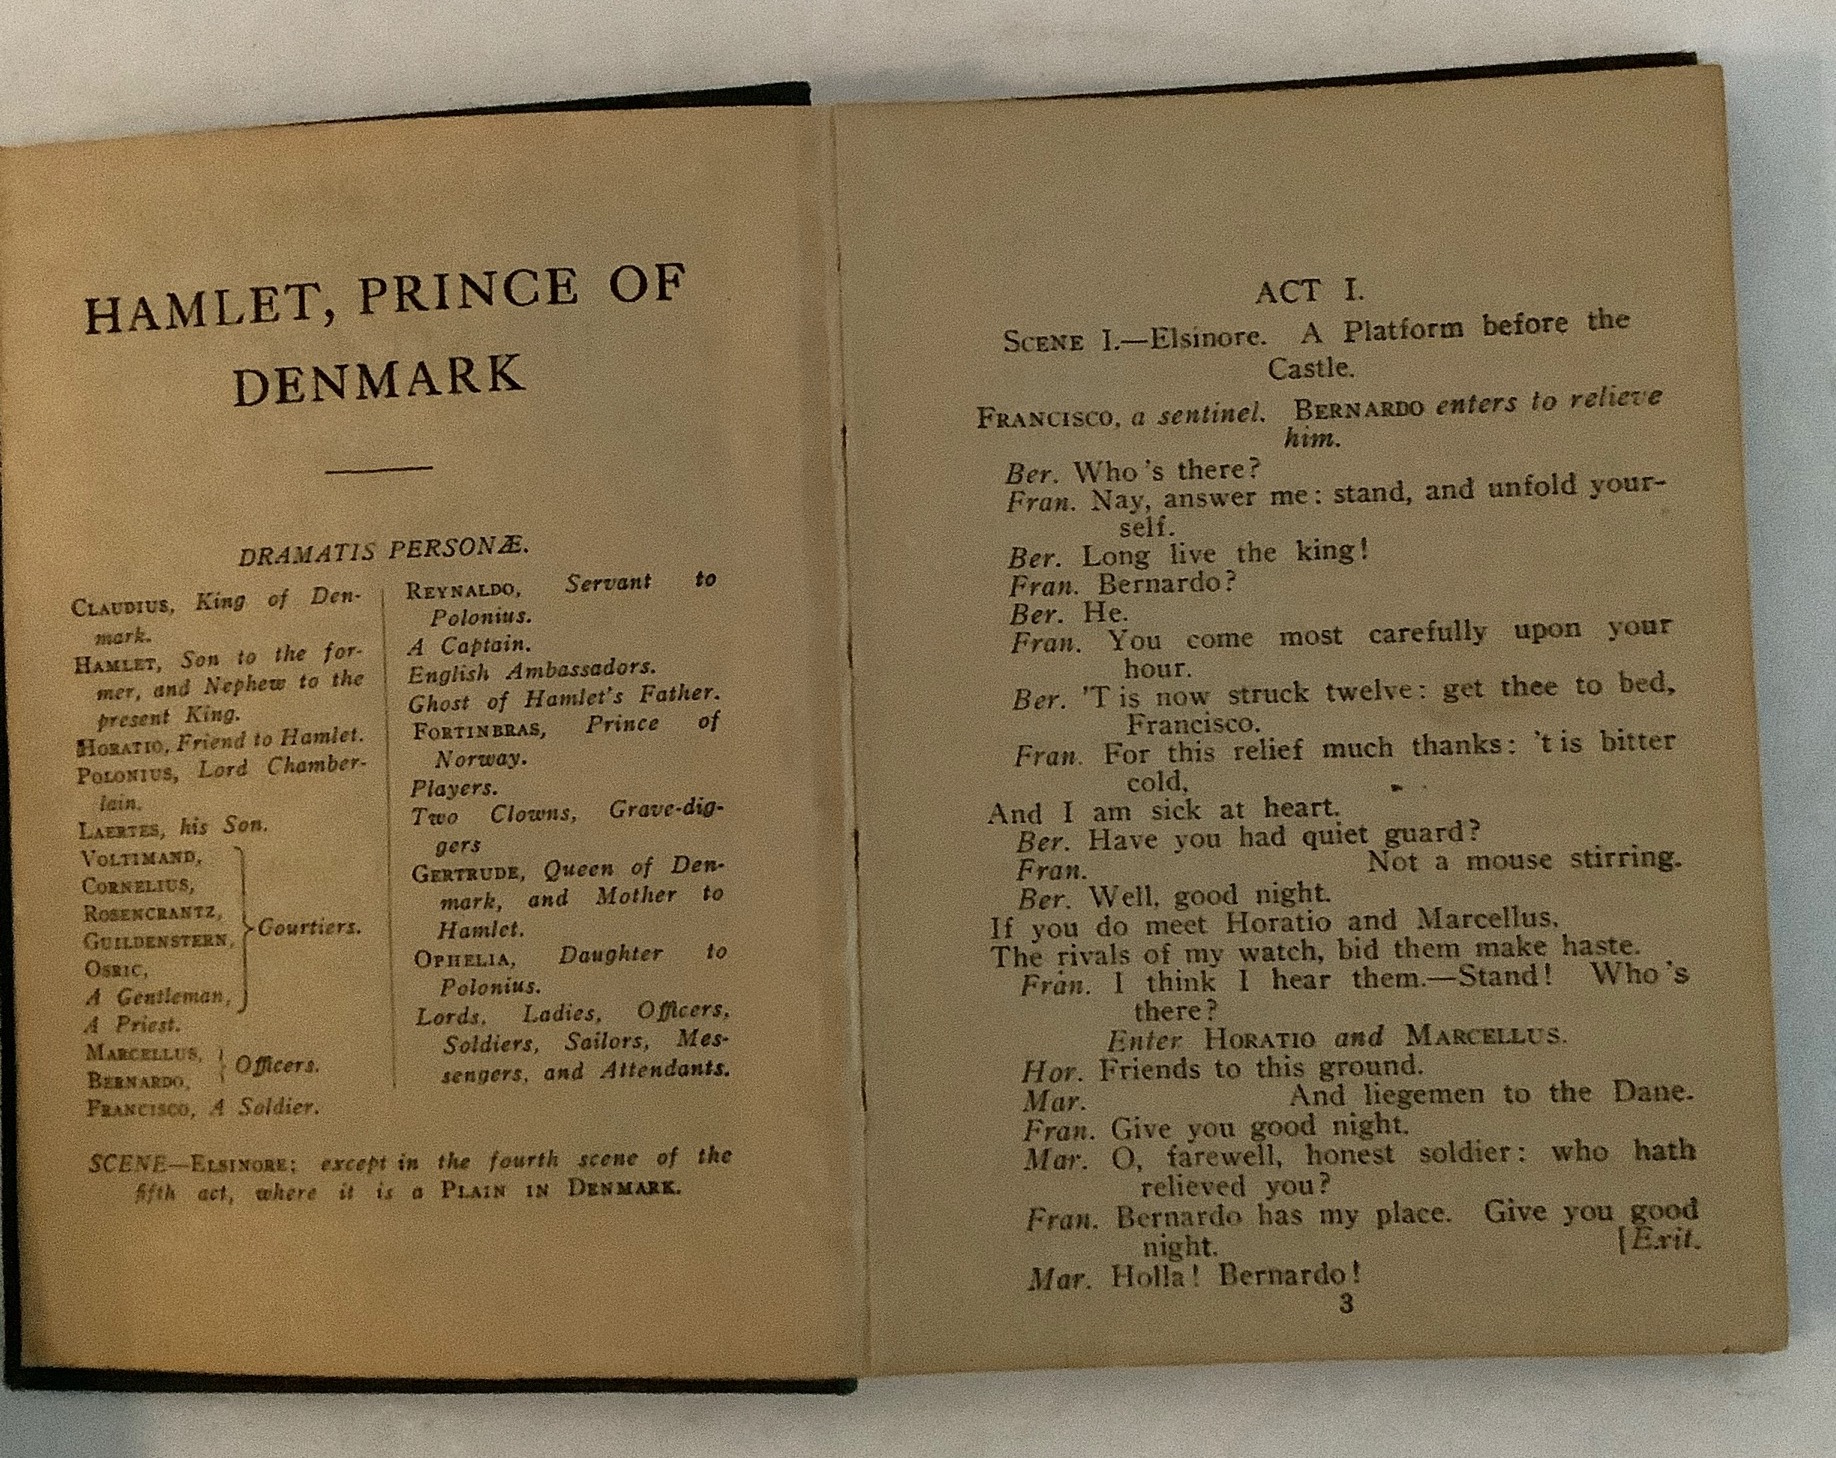 HAMLET, PRINCE OF
DENMARK
DRAMATIS PERSONÆ.
CLAUDIUS, King of Den-
mark.
HAMLET, Son to the for-
mer, and Nephew to the
present King.
HORATIO, Friend to Hamlet.
POLONIUS, Lord Chamber-
lain.
LAERTES, his Son.
VOLTIMAND,
CORNELIUS,
ROSENCRANTZ,
GUILDENSTERN,
Courtiers.
OSRIC,
A Gentleman,
A Priest.
MARCELLUS,
Officers.
BERNARDO,
FRANCISCO, A Soldier.
REYNALDO, Servant to
Polonius.
A Captain.
English Ambassadors.
Ghost of Hamlet's Father.
FORTINBRAS, Prince of
Norway.
Players.
Two Clowns, Grave-dig-
gers
GERTRUDE, Queen of Den-
mark, and Mother to
Hamlet.
OPHELIA, Daughter to
Polonius.
Lords, Ladies, Officers,
Soldiers, Sailors, Mes-
sengers, and Attendants.
SCENE—ELSINORE; except in the fourth scene of the
fifth act, where it is a PLAIN IN DENMARK.
ACT I.
SCENE I.—Elsinore. A Platform before the
Castle.
FRANCISCO, a sentinel. BERNARDO enters to relieve
him.
Ber. Who's there?
Fran. Nay, answer me: stand, and unfold your-
self.
Ber. Long live the king!
Fran. Bernardo?
Ber. He.
Fran. You come most carefully upon your
hour.
Ber. 'T is now struck twelve: get thee to bed,
Francisco.
Fran. For this relief much thanks: 't is bitter
cold,
And I am sick at heart.
Ber. Have you had quiet guard?
Fran. Not a mouse stirring.
Ber. Well, good night.
If you do meet Horatio and Marcellus,
The rivals of my watch, bid them make haste.
Fran. I think I hear them.—Stand! Who's
there?
Enter HORATIO and MARCELLUS.
Hor. Friends to this ground.
Mar. And liegemen to the Dane.
Fran. Give you good night.
Mar. O, farewell, honest soldier: who hath
relieved you?
Fran. Bernardo has my place. Give you good
night. [Exit.
Mar. Holla! Bernardo!
3